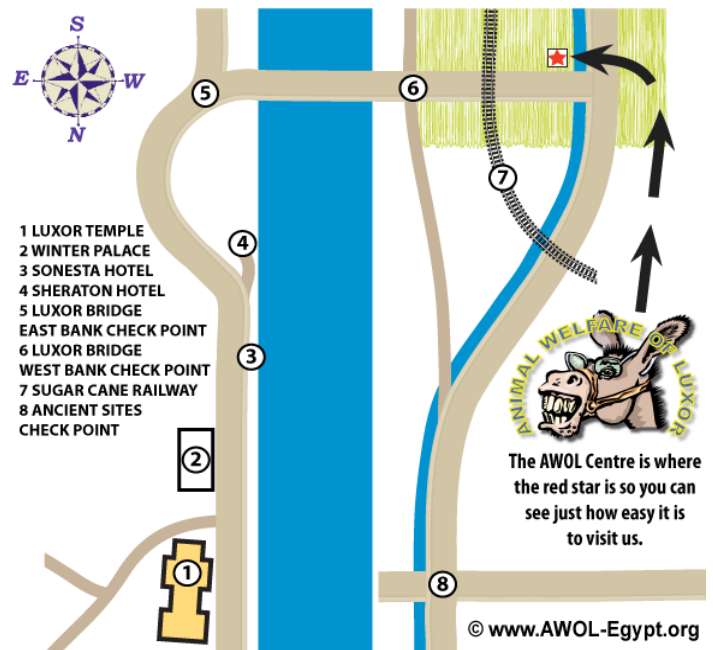 S
E
W
N
5
6
7
4
3
2
1
8
1 LUXOR TEMPLE
2 WINTER PALACE
3 SONESTA HOTEL
4 SHERATON HOTEL
5 LUXOR BRIDGE
EAST BANK CHECK POINT
6 LUXOR BRIDGE
WEST BANK CHECK POINT
7 SUGAR CANE RAILWAY
8 ANCIENT SITES
CHECK POINT
ANIMAL WELFARE OF LUXOR
The AWOL Centre is where
the red star is so you can
see just how easy it is
to visit us.
© www.AWOL-Egypt.org